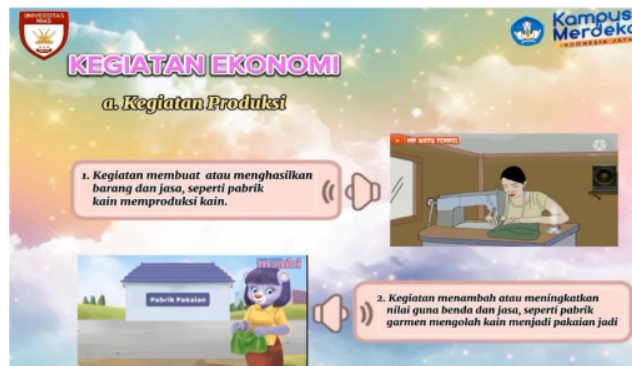 UNIVERSITAS
NIAS
Kampus
Merdeka
INDONESIA JAYA
KEGIATAN EKONOMI
a. Kegiatan Produksi
MP MATA TEMPEL
1. Kegiatan membuat atau menghasilkan
barang dan jasa, seperti pabrik
kain memproduksi kain.
Pabrik Pakaian
2. Kegiatan menambah atau meningkatkan
nilai guna benda dan jasa, seperti pabrik
garmen mengolah kain menjadi pakaian jadi